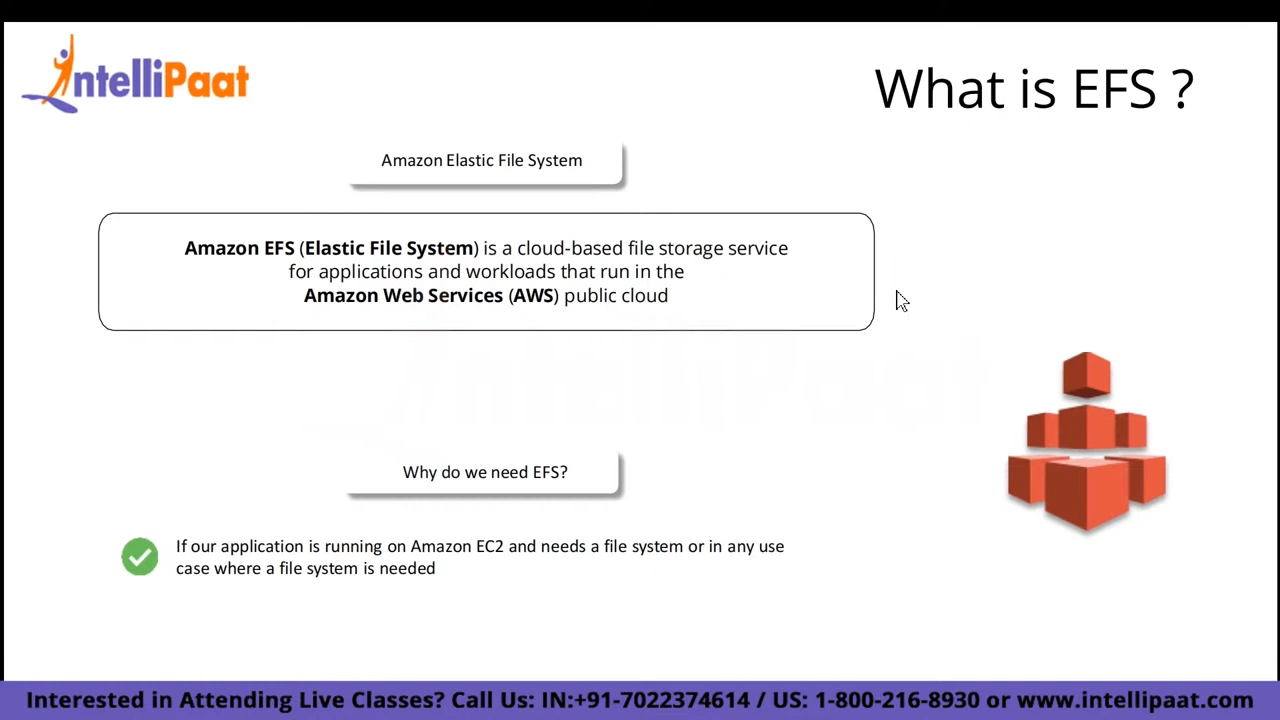 IntelliPaat
What is EFS ?
Amazon Elastic File System
Amazon EFS (Elastic File System) is a cloud-based file storage service
for applications and workloads that run in the
Amazon Web Services (AWS) public cloud
Why do we need EFS?
If our application is running on Amazon EC2 and needs a file system or in any use
case where a file system is needed
Interested in Attending Live Classes? Call Us: IN:+91-7022374614 / US: 1-800-216-8930 or www.intellipaat.com